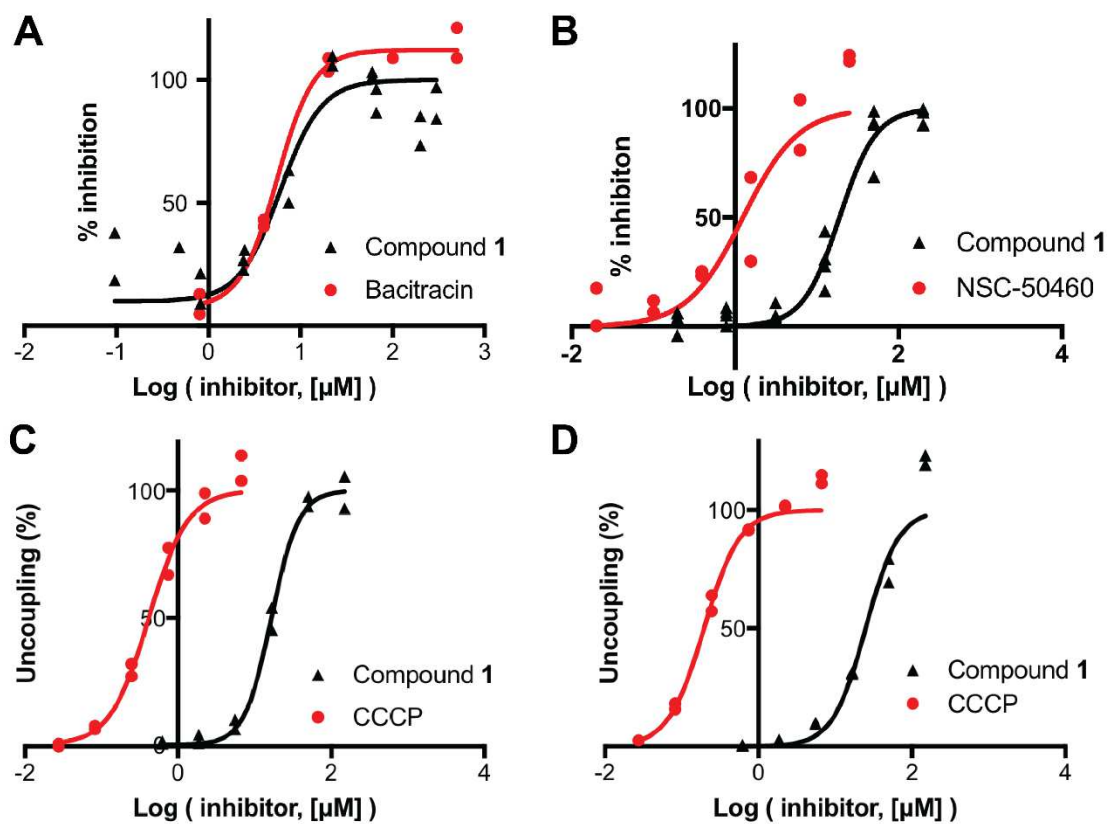 A
% inhibition
100
50
Compound 1
Bacitracin
-2 -1 0 1 2 3
Log ( inhibitor, [µM] )
B
% inhibiton
100
50
Compound 1
NSC-50460
-2 0 2 4
Log ( inhibitor, [µM] )
C
Uncoupling (%)
100
50
0
Compound 1
CCCP
-2 0 2 4
Log ( inhibitor, [µM] )
D
Uncoupling (%)
100
50
Compound 1
CCCP
-2 0 2 4
Log ( inhibitor, [µM] )